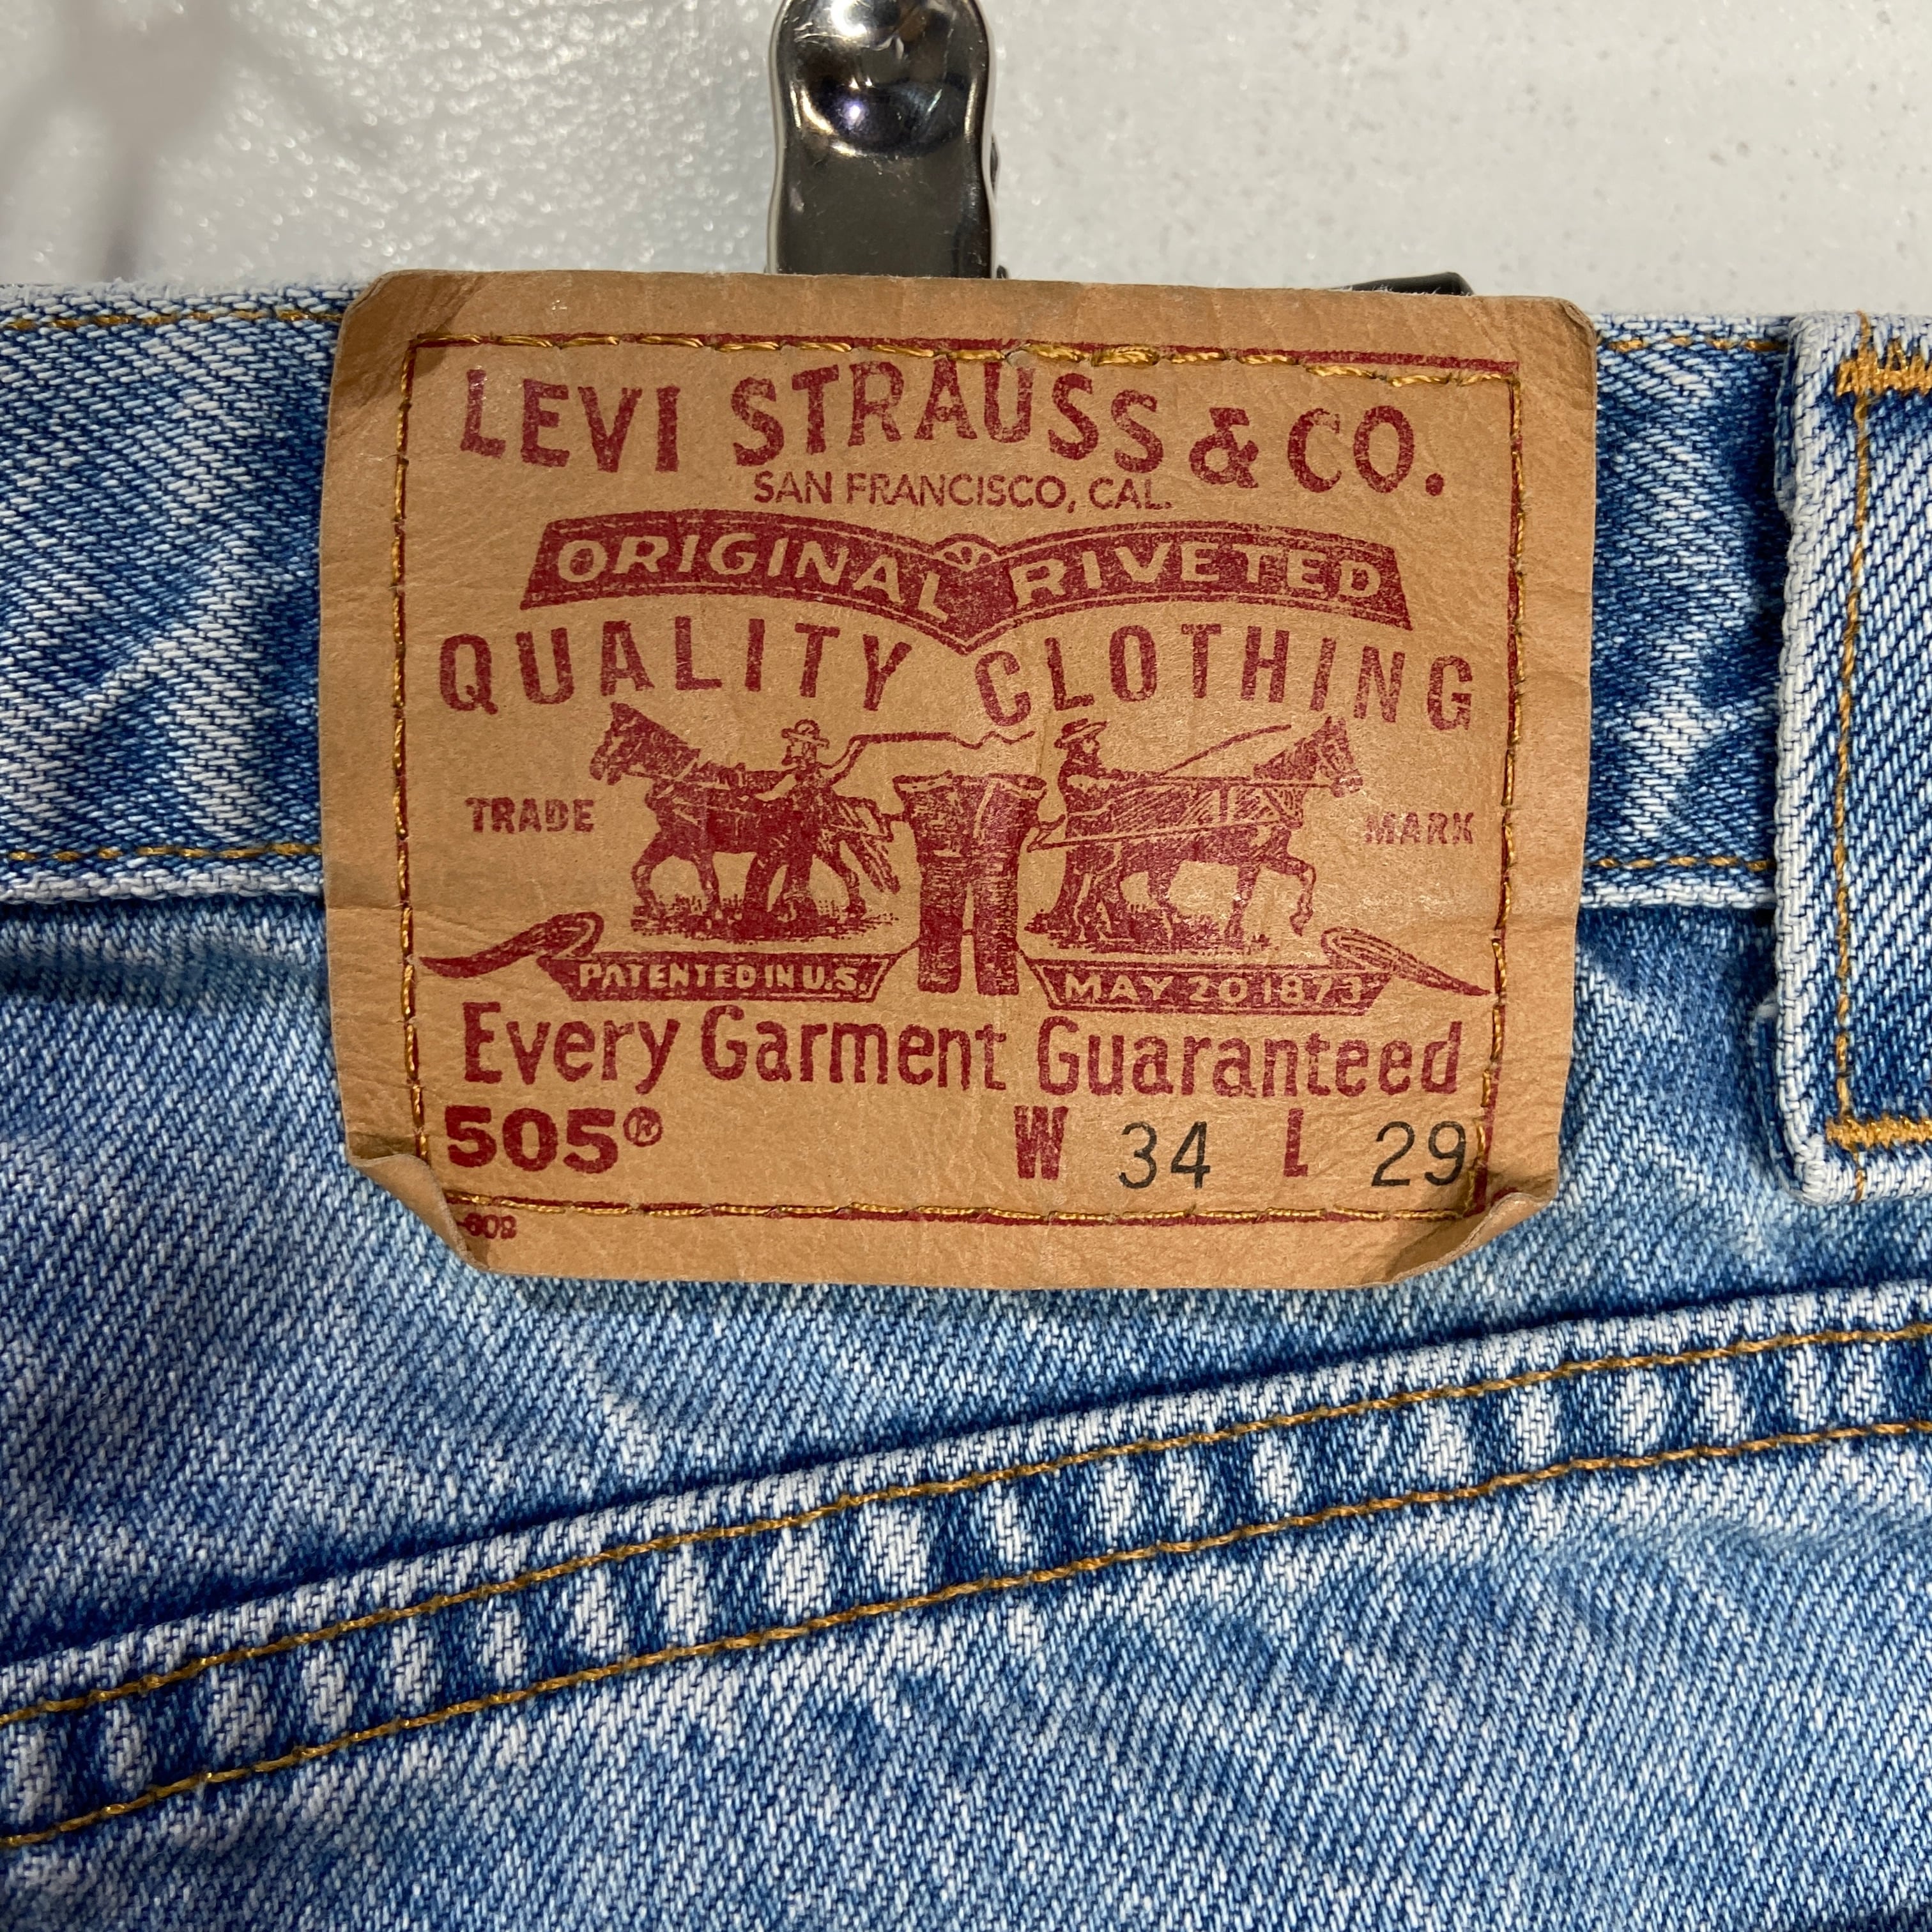 LEVI STRAUSS & CO.
SAN FRANCISCO, CAL.
ORIGINAL RIVETED
QUALITY CLOTHING
TRADE MARK
PATENTED IN U.S. MAY 20 1873
Every Garment Guaranteed
505® W 34 L 29